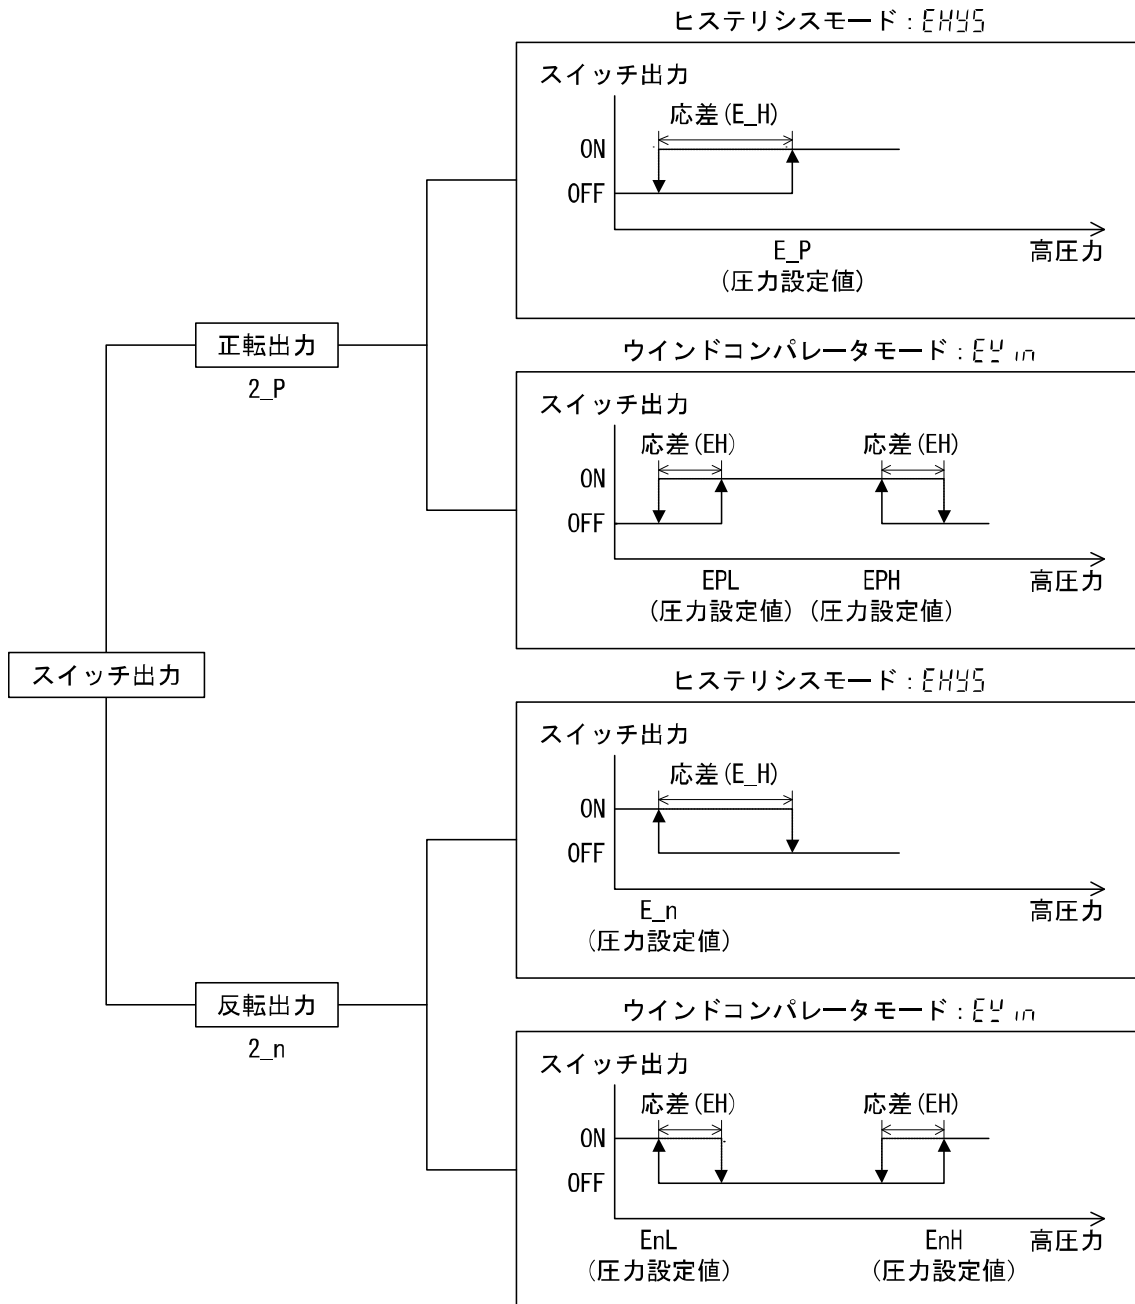 ヒステリシスモード：EHYS
スイッチ出力
応差(E_H)
ON
OFF
E_P
高圧力
(圧力設定値)
正転出力
2_P
ウインドコンパレータモード：EWin
スイッチ出力
応差(EH)
応差(EH)
ON
OFF
EPL
EPH
高圧力
(圧力設定値)
(圧力設定値)
スイッチ出力
ヒステリシスモード：EHYS
スイッチ出力
応差(E_H)
ON
OFF
E_n
高圧力
(圧力設定値)
反転出力
2_n
ウインドコンパレータモード：EWin
スイッチ出力
応差(EH)
応差(EH)
ON
OFF
EnL
EnH
高圧力
(圧力設定値)
(圧力設定値)